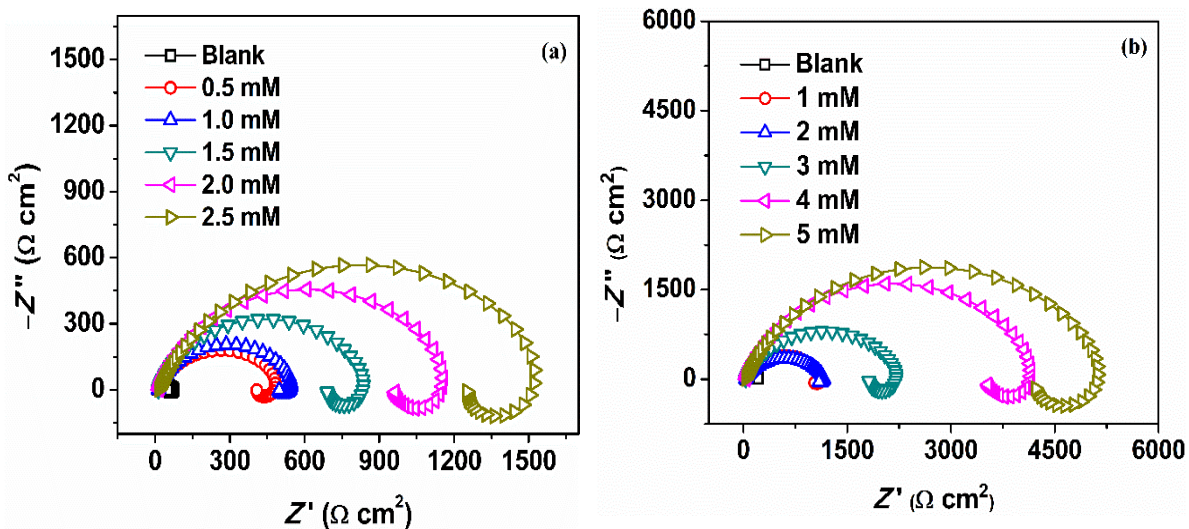 (a)
1500
1200
900
600
300
0
−Z'' (Ω cm²)
Blank
0.5 mM
1.0 mM
1.5 mM
2.0 mM
2.5 mM
0 300 600 900 1200 1500
Z' (Ω cm²)
(b)
6000
4500
3000
1500
0
−Z'' (Ω cm²)
Blank
1 mM
2 mM
3 mM
4 mM
5 mM
0 1500 3000 4500 6000
Z' (Ω cm²)